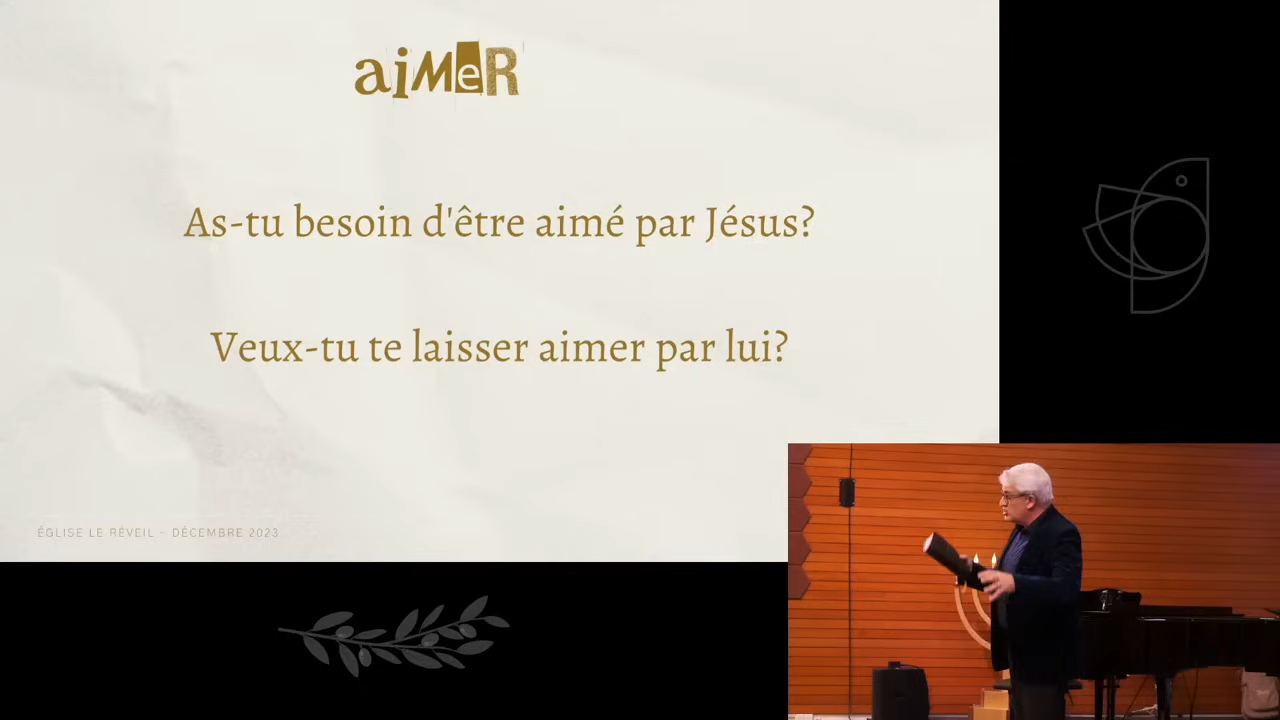 aiMeR
As-tu besoin d'être aimé par Jésus?
Veux-tu te laisser aimer par lui?
ÉGLISE LE RÉVEIL - DÉCEMBRE 2023